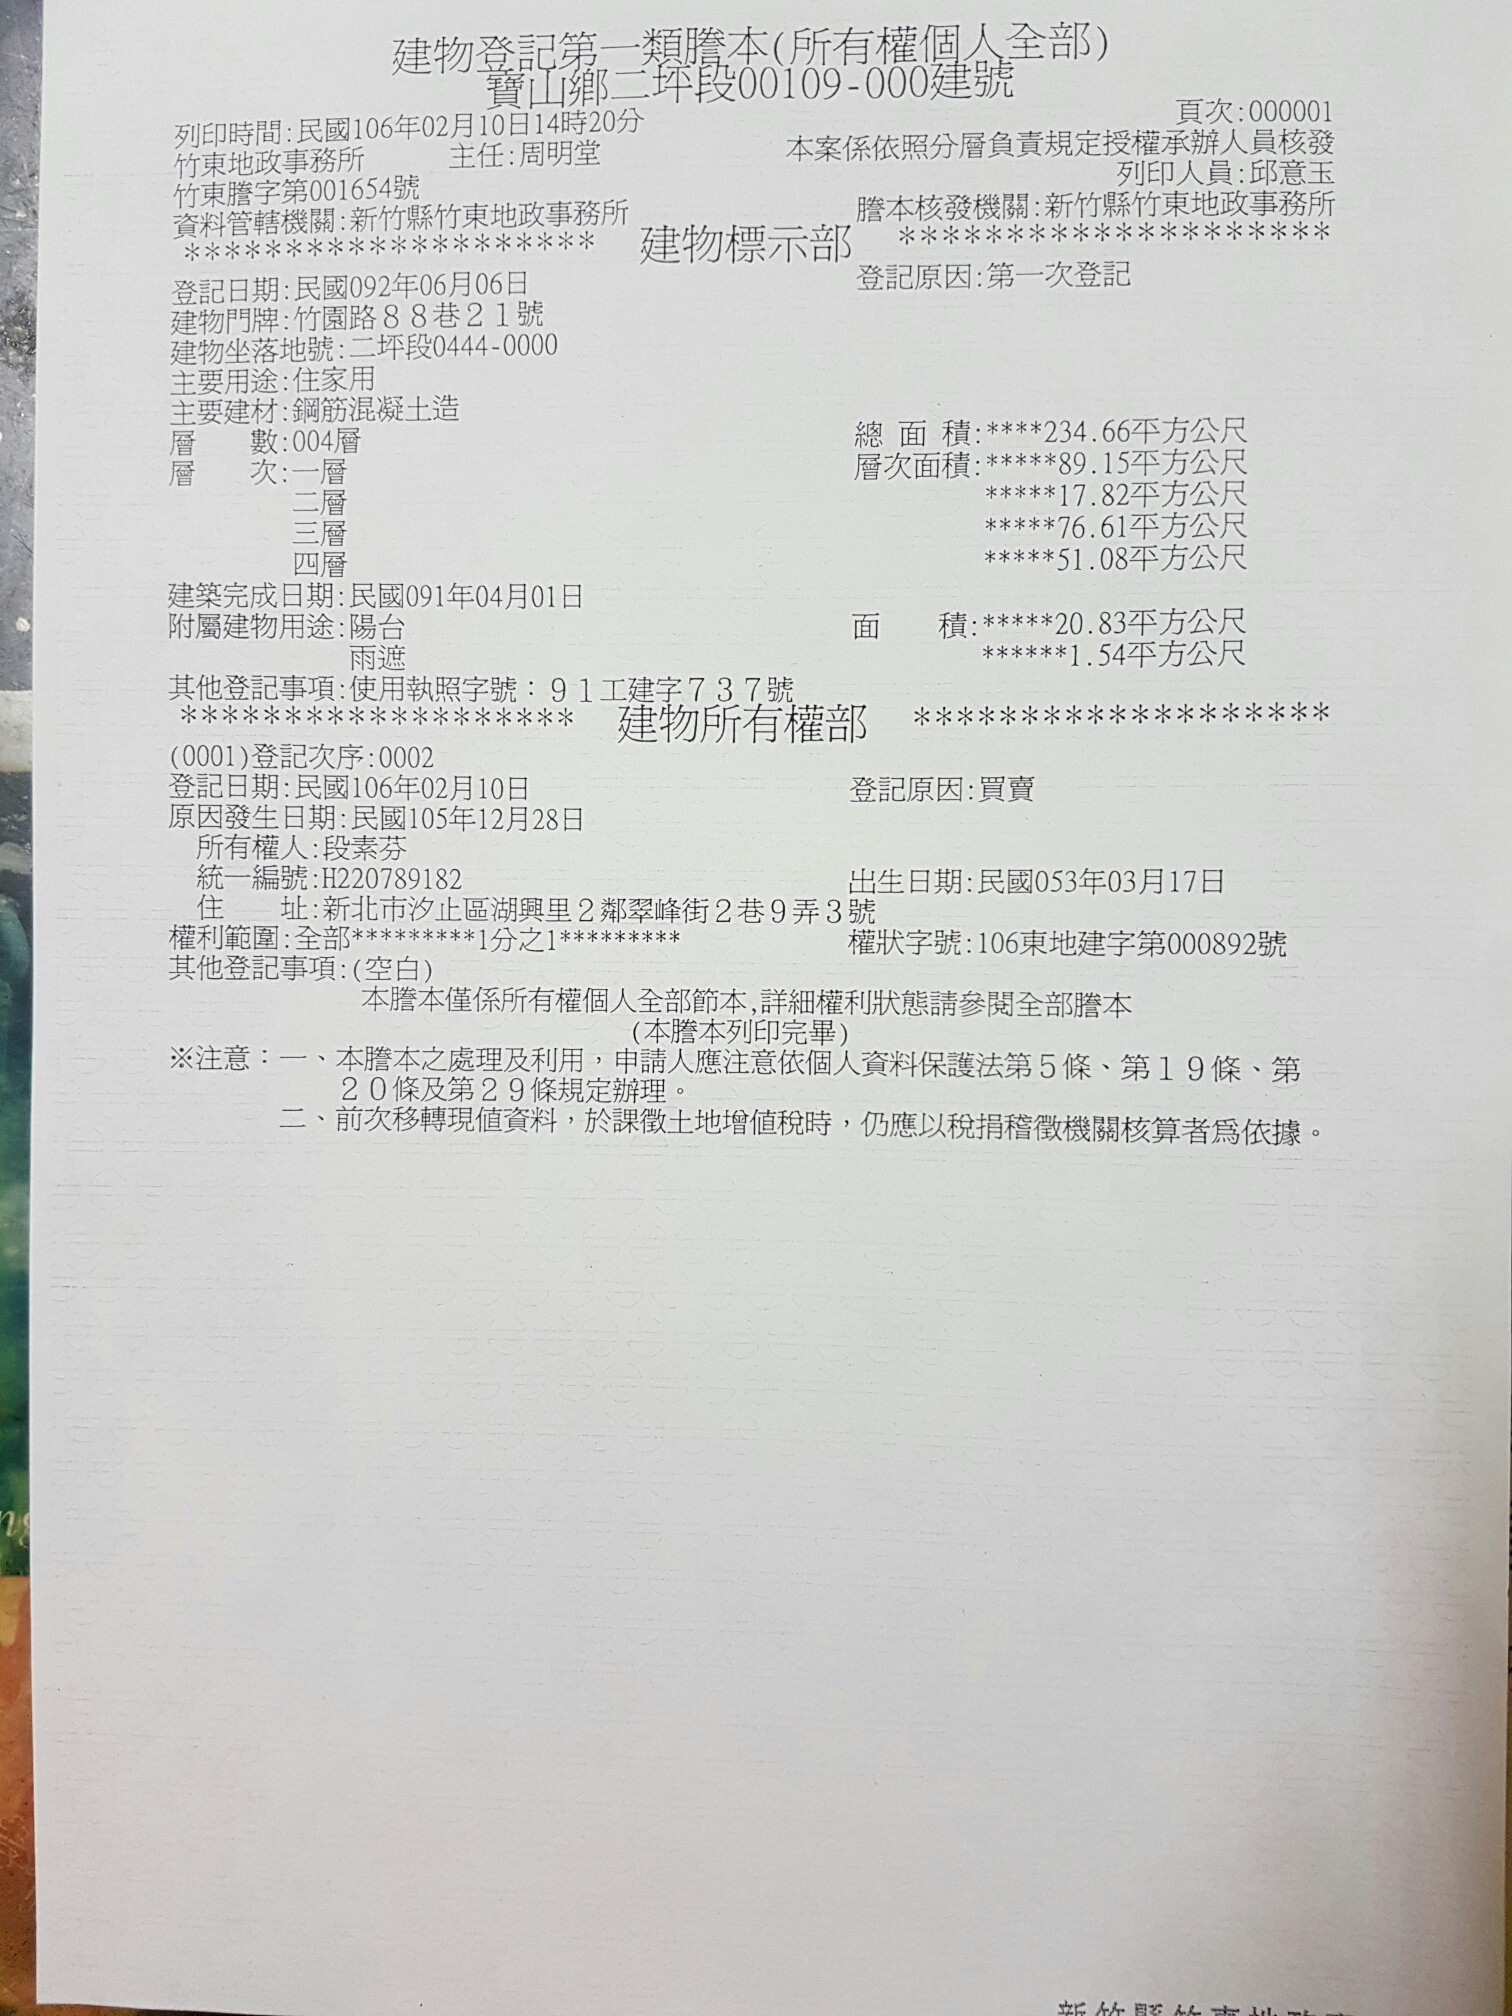 建物登記第一類謄本(所有權個人全部)
寶山鄉二坪段00109-000建號
列印時間:民國106年02月10日14時20分
頁次:000001
竹東地政事務所 主任:周明堂
本案係依照分層負責規定授權承辦人員核發
竹東謄字第001654號
列印人員:邱意玉
資料管轄機關:新竹縣竹東地政事務所
謄本核發機關:新竹縣竹東地政事務所
******************** 建物標示部 ********************
登記日期:民國092年06月06日 登記原因:第一次登記
建物門牌:竹園路88巷21號
建物坐落地號:二坪段0444-0000
主要用途:住家用
主要建材:鋼筋混凝土造
層 數:004層 總 面 積:****234.66平方公尺
層 次:一層 層次面積:*****89.15平方公尺
二層 *****17.82平方公尺
三層 *****76.61平方公尺
四層 *****51.08平方公尺
建築完成日期:民國091年04月01日
附屬建物用途:陽台 面 積:*****20.83平方公尺
雨遮 ******1.54平方公尺
其他登記事項:使用執照字號:91工建字737號
******************** 建物所有權部 ********************
(0001)登記次序:0002
登記日期:民國106年02月10日 登記原因:買賣
原因發生日期:民國105年12月28日
所有權人:段素芬
統一編號:H220789182 出生日期:民國053年03月17日
住 址:新北市汐止區湖興里2鄰翠峰街2巷9弄3號
權利範圍:全部*********1分之1********* 權狀字號:106東地建字第000892號
其他登記事項:(空白)
本謄本僅係所有權個人全部節本,詳細權利狀態請參閱全部謄本
(本謄本列印完畢)
※注意:一、本謄本之處理及利用,申請人應注意依個人資料保護法第5條、第19條、第
20條及第29條規定辦理。
二、前次移轉現值資料,於課徵土地增值稅時,仍應以稅捐稽徵機關核算者為依據。